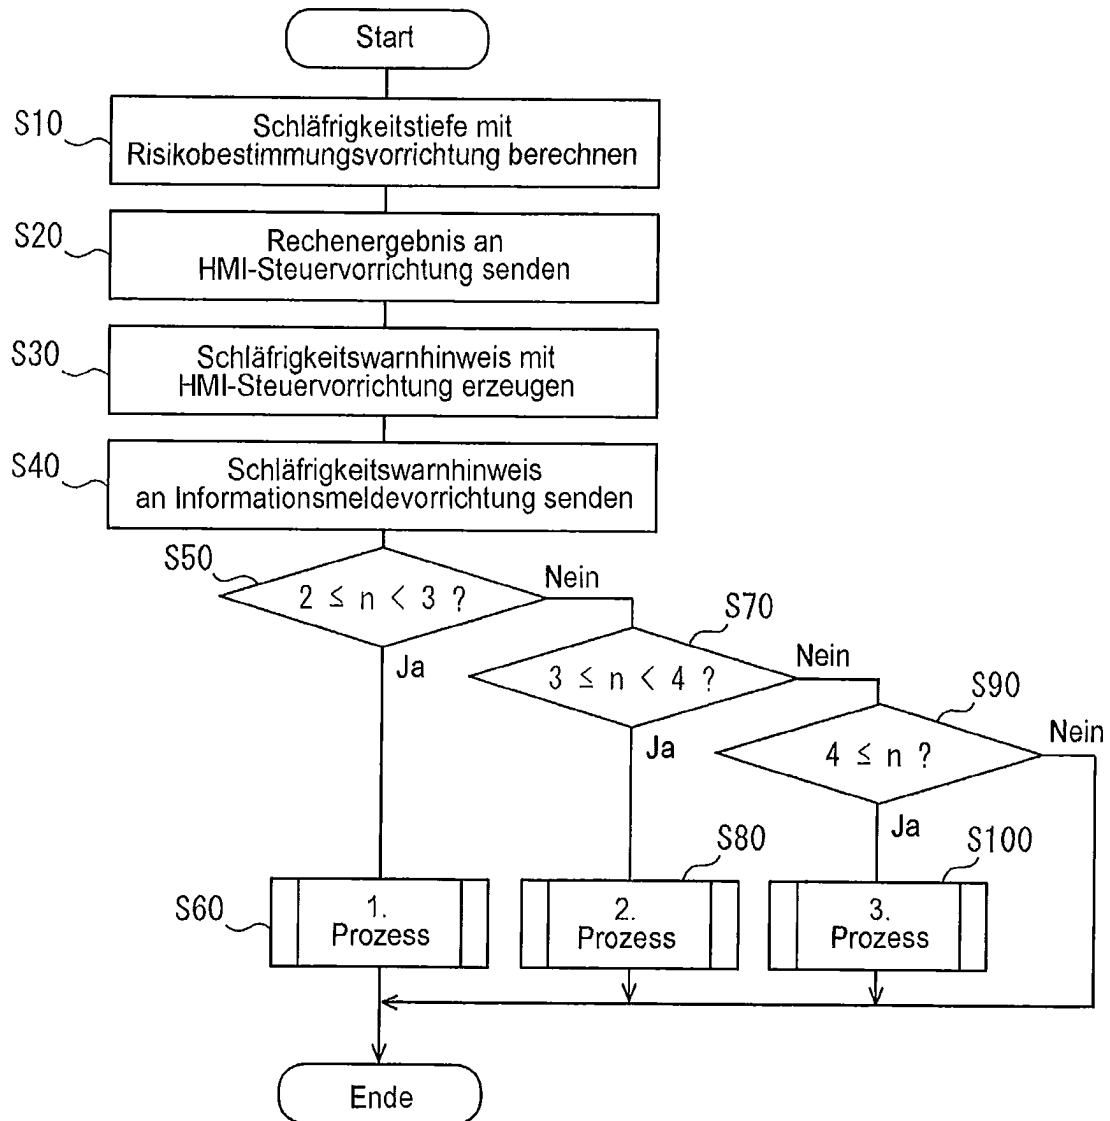 Start
S10
Schläfrigkeitstiefe mit
Risikobestimmungsvorrichtung berechnen
S20
Rechenergebnis an
HMI-Steuervorrichtung senden
S30
Schläfrigkeitswarnhinweis mit
HMI-Steuervorrichtung erzeugen
S40
Schläfrigkeitswarnhinweis
an Informationsmeldevorrichtung senden
S50
2 ≤ n < 3 ?
Nein
Ja
S70
3 ≤ n < 4 ?
Nein
Ja
S90
4 ≤ n ?
Nein
Ja
S60
1.
Prozess
S80
2.
Prozess
S100
3.
Prozess
Ende